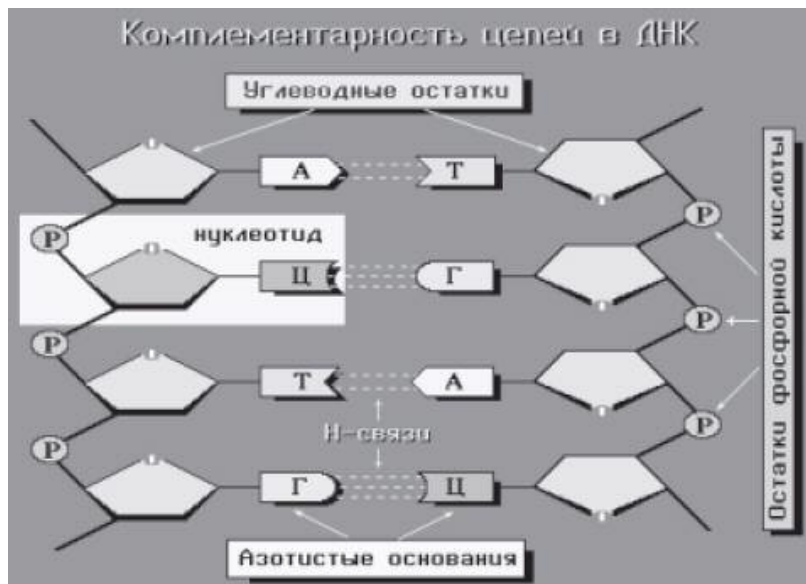 Комплементарность цепей в ДНК
Углеводные остатки
А
Т
Р
нуклеотид
Р
Ц
Г
Р
Р
Т
А
Н-связи
Р
Р
Г
Ц
Азотистые основания
Остатки фосфорной кислоты